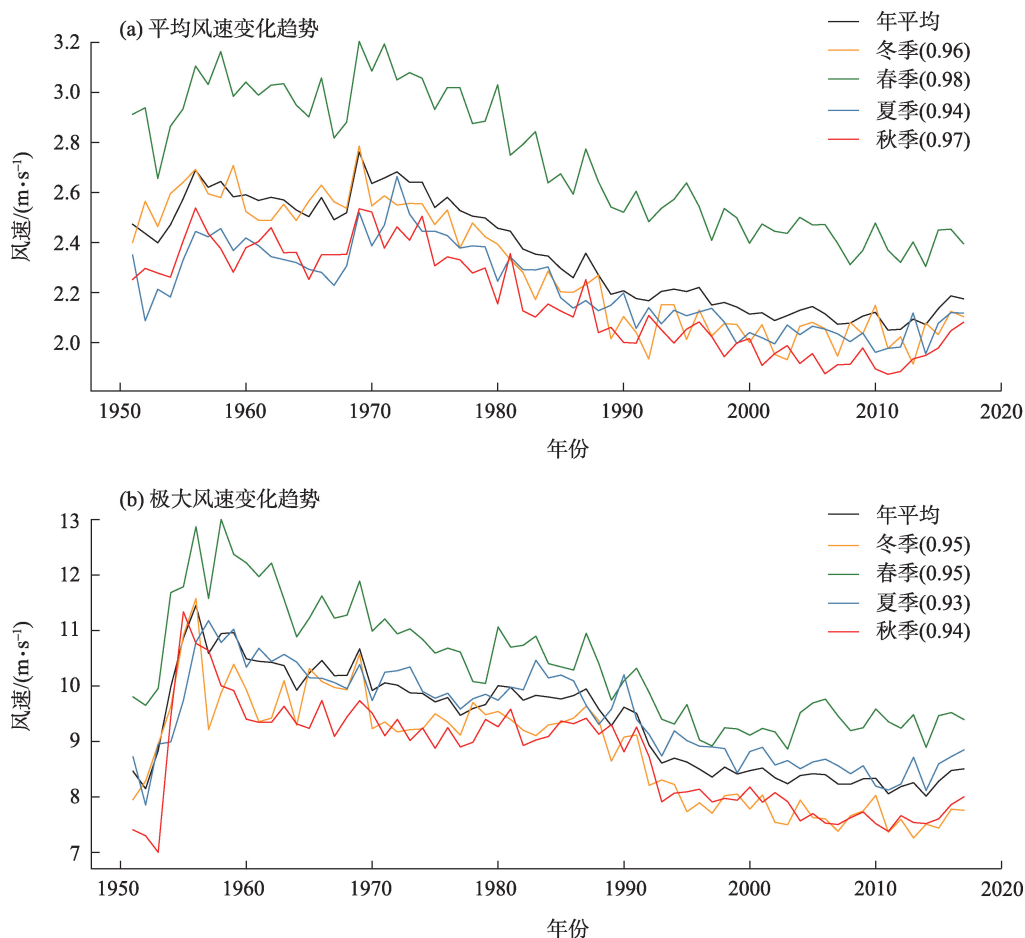 (a) 平均风速变化趋势
年平均
冬季(0.96)
春季(0.98)
夏季(0.94)
秋季(0.97)
3.2
3.0
2.8
2.6
2.4
2.2
2.0
风速/(m·s⁻¹)
1950 1960 1970 1980 1990 2000 2010 2020
年份
(b) 极大风速变化趋势
年平均
冬季(0.95)
春季(0.95)
夏季(0.93)
秋季(0.94)
13
12
11
10
9
8
7
风速/(m·s⁻¹)
1950 1960 1970 1980 1990 2000 2010 2020
年份